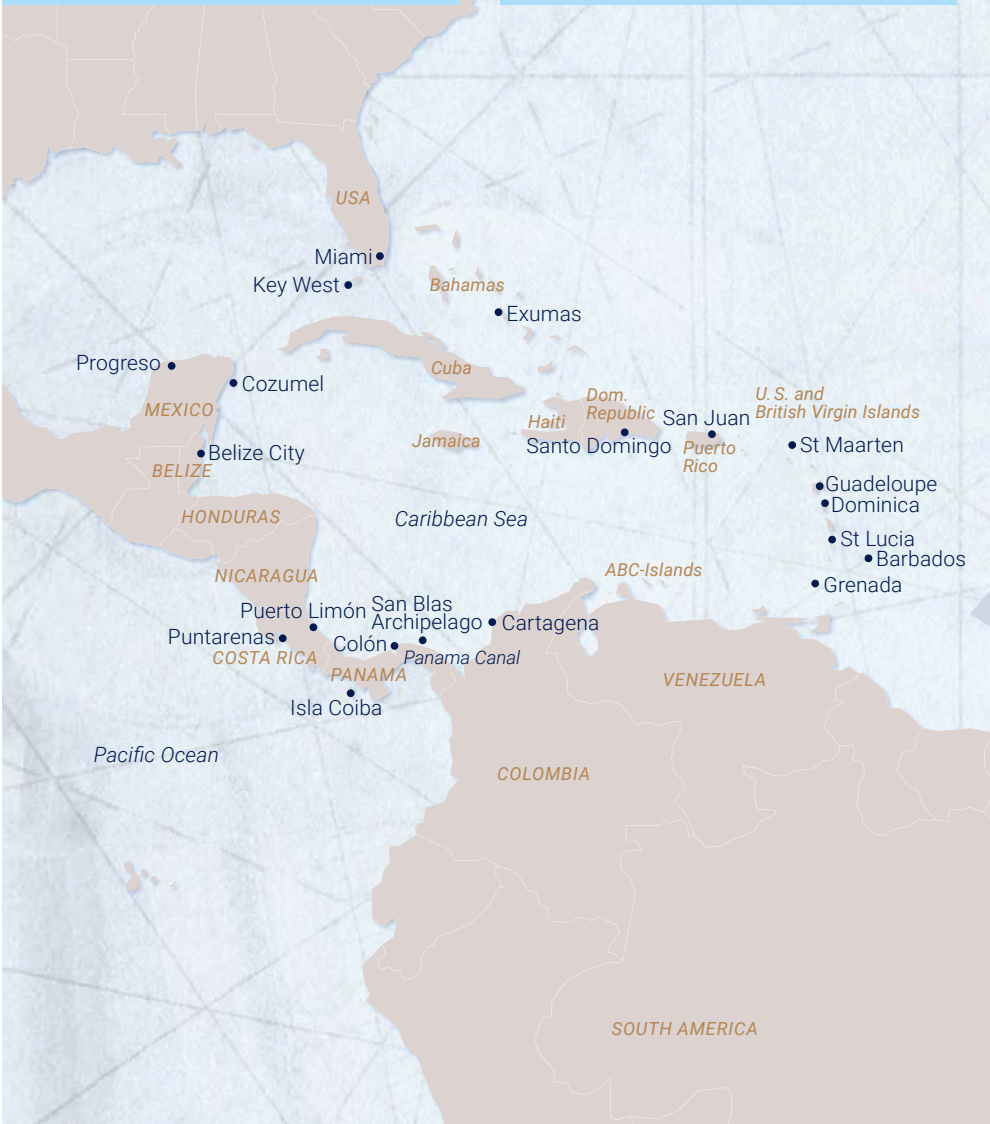 USA
Miami
Key West
Bahamas
Exumas
Progreso
Cozumel
Cuba
MEXICO
Dom.
Republic
U.S. and
British Virgin Islands
Haiti
San Juan
Jamaica
Santo Domingo
Puerto
Rico
St Maarten
Belize City
BELIZE
Guadeloupe
Dominica
HONDURAS
Caribbean Sea
St Lucia
Barbados
NICARAGUA
ABC-Islands
Grenada
Puerto Limón
San Blas
Archipelago
Cartagena
Puntarenas
Colón
COSTA RICA
Panama Canal
PANAMA
VENEZUELA
Isla Coiba
Pacific Ocean
COLOMBIA
SOUTH AMERICA